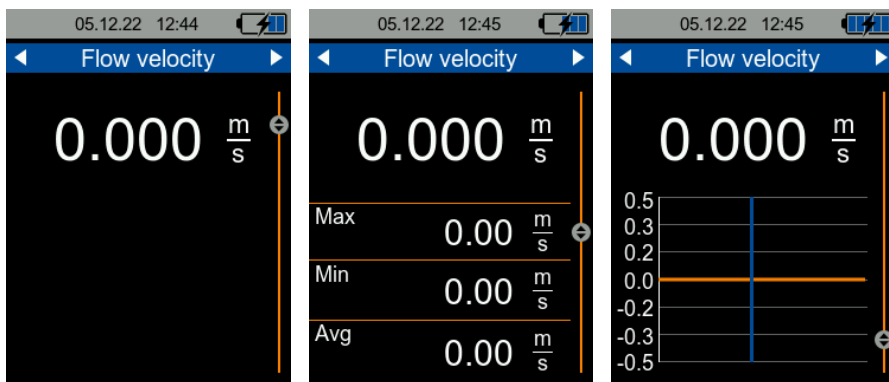 05.12.22 12:44
Flow velocity
0.000 m/s
05.12.22 12:45
Flow velocity
0.000 m/s
Max
0.00 m/s
Min
0.00 m/s
Avg
0.00 m/s
05.12.22 12:45
Flow velocity
0.000 m/s
0.5
0.3
0.2
0.0
-0.2
-0.3
-0.5